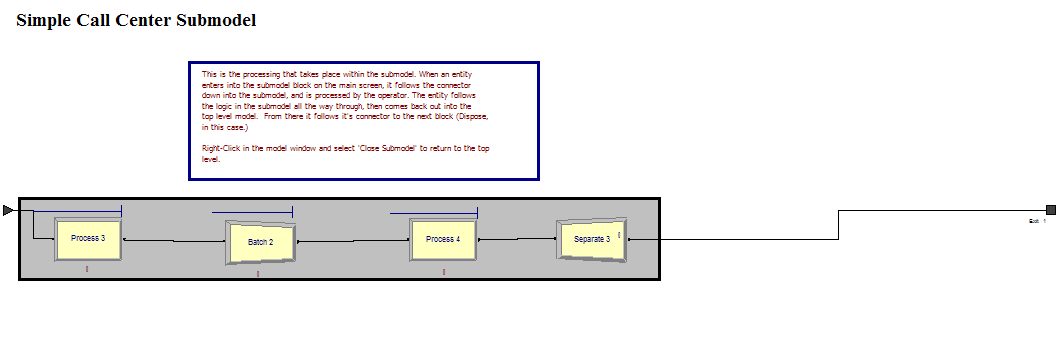 Simple Call Center Submodel
This is the processing that takes place within the submodel. When an entity
enters into the submodel block on the main screen, it follows the connector
down into the submodel, and is processed by the operator. The entity follows
the logic in the submodel all the way through, then comes back out into the
top level model.  From there it follows it's connector to the next block (Dispose,
in this case.)
Right-Click in the model window and select 'Close Submodel' to return to the top
level.
Process 3
Batch 2
Process 4
Separate 3
Exit 1